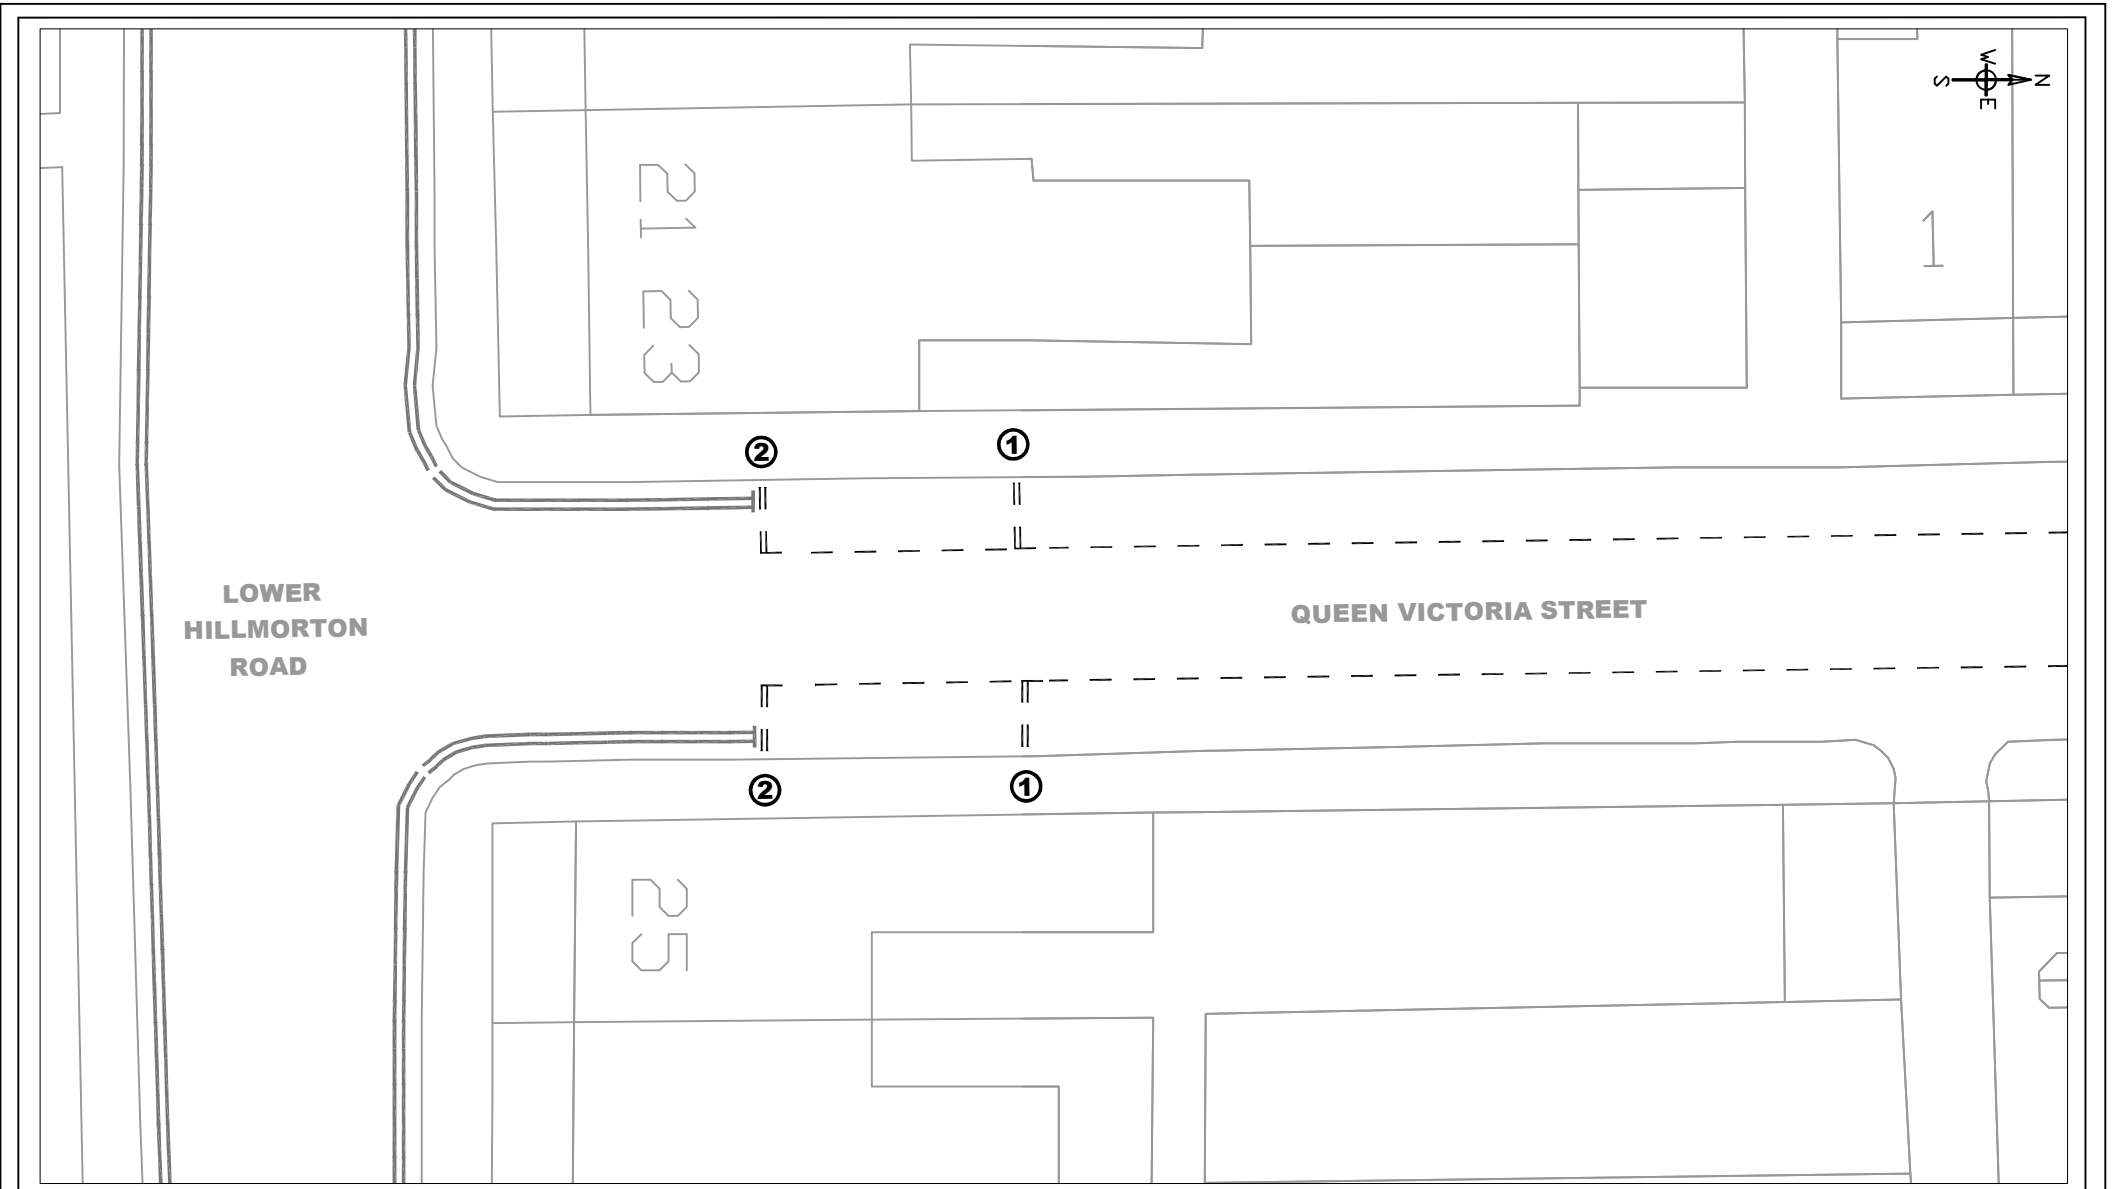 W
S N
E
21 23
1
②
①
LOWER
HILLMORTON
ROAD
QUEEN VICTORIA STREET
②
①
25